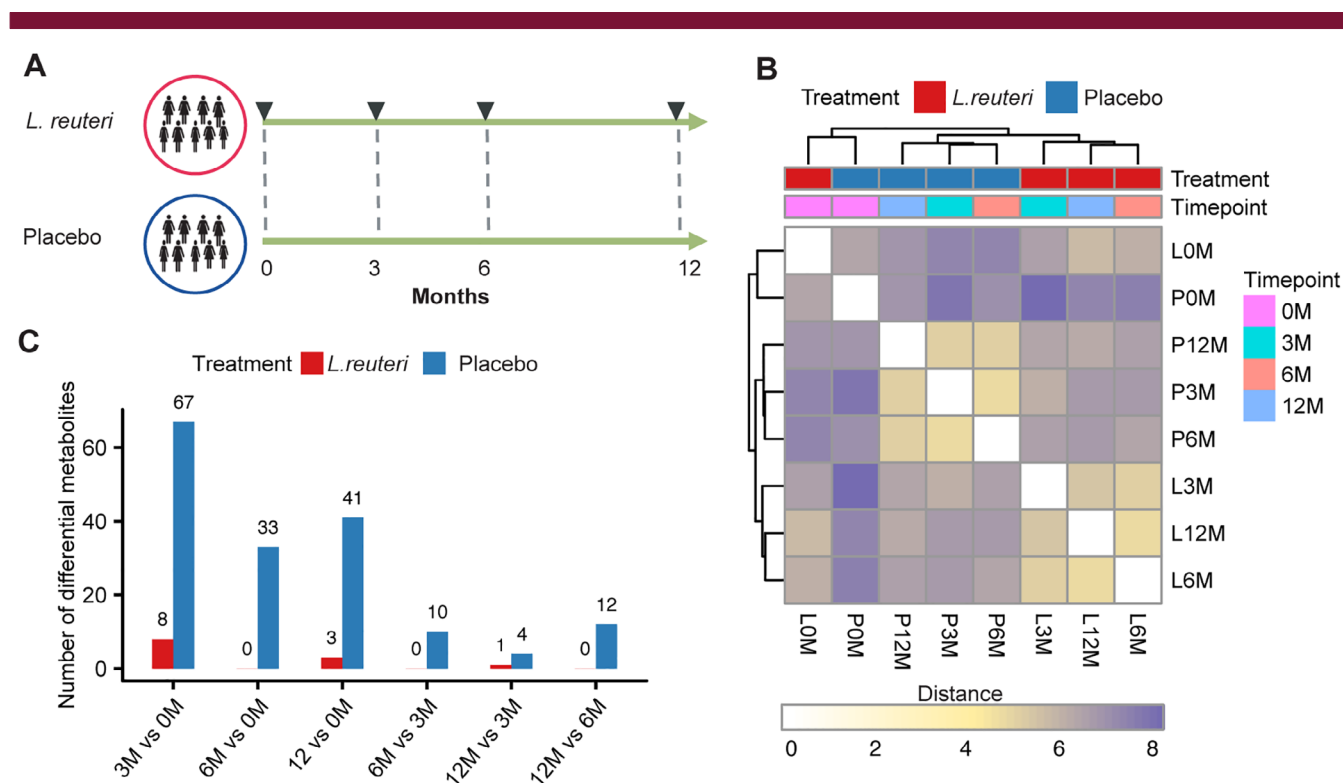 A
L. reuteri
Placebo
0 3 6 12
Months
B
Treatment L.reuteri Placebo
Treatment
Timepoint
L0M
P0M
P12M
P3M
P6M
L3M
L12M
L6M
L0M P0M P12M P3M P6M L3M L12M L6M
Timepoint
0M
3M
6M
12M
Distance
0 2 4 6 8
C
Treatment L.reuteri Placebo
Number of differential metabolites
60
40
20
0
8 67
0 33
3 41
0 10
1 4
0 12
3M vs 0M
6M vs 0M
12 vs 0M
6M vs 3M
12M vs 3M
12M vs 6M